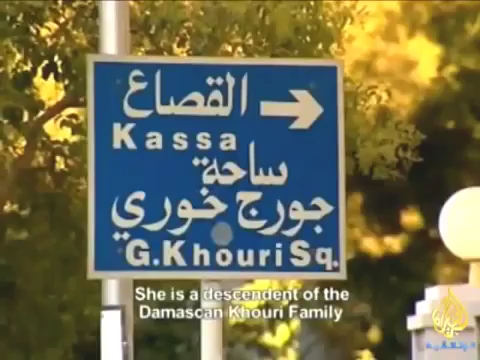 القصاع
Kassa
ساحة
جورج خوري
G.Khouri Sq.
She is a descendent of the
Damascan Khouri Family